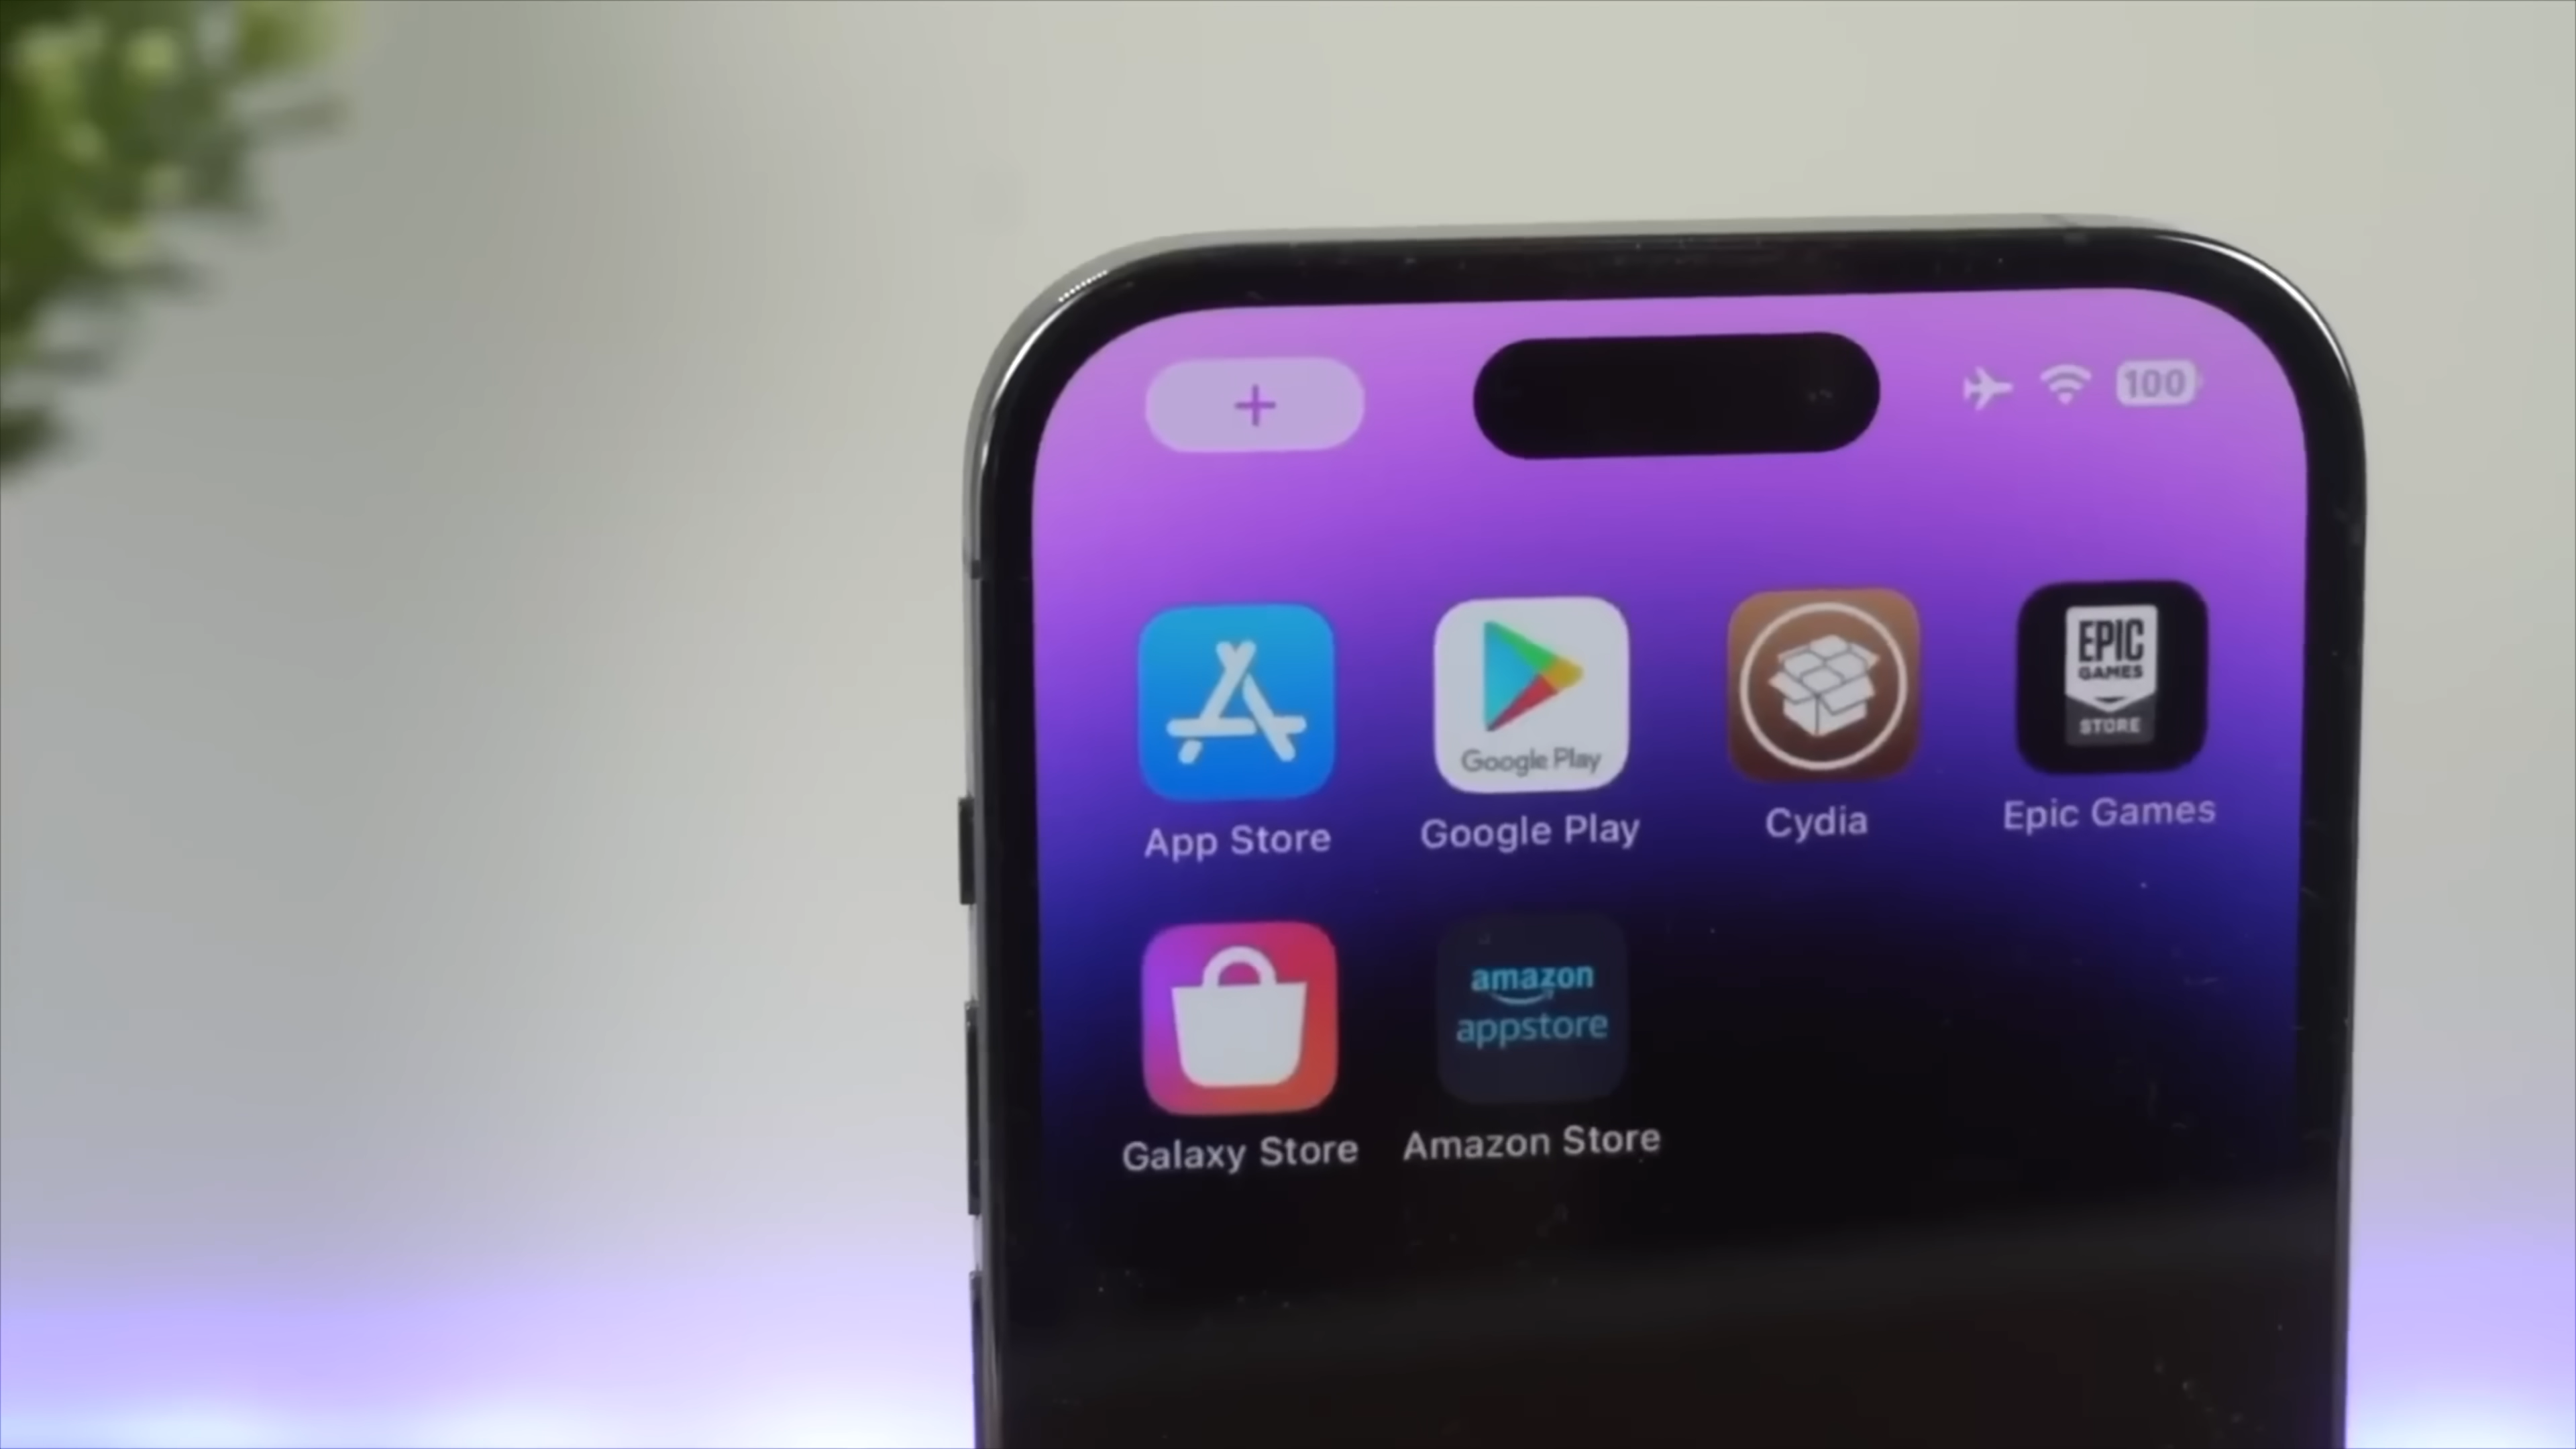 +
100
Google Play
EPIC
GAMES
STORE
App Store
Google Play
Cydia
Epic Games
amazon
appstore
Galaxy Store
Amazon Store